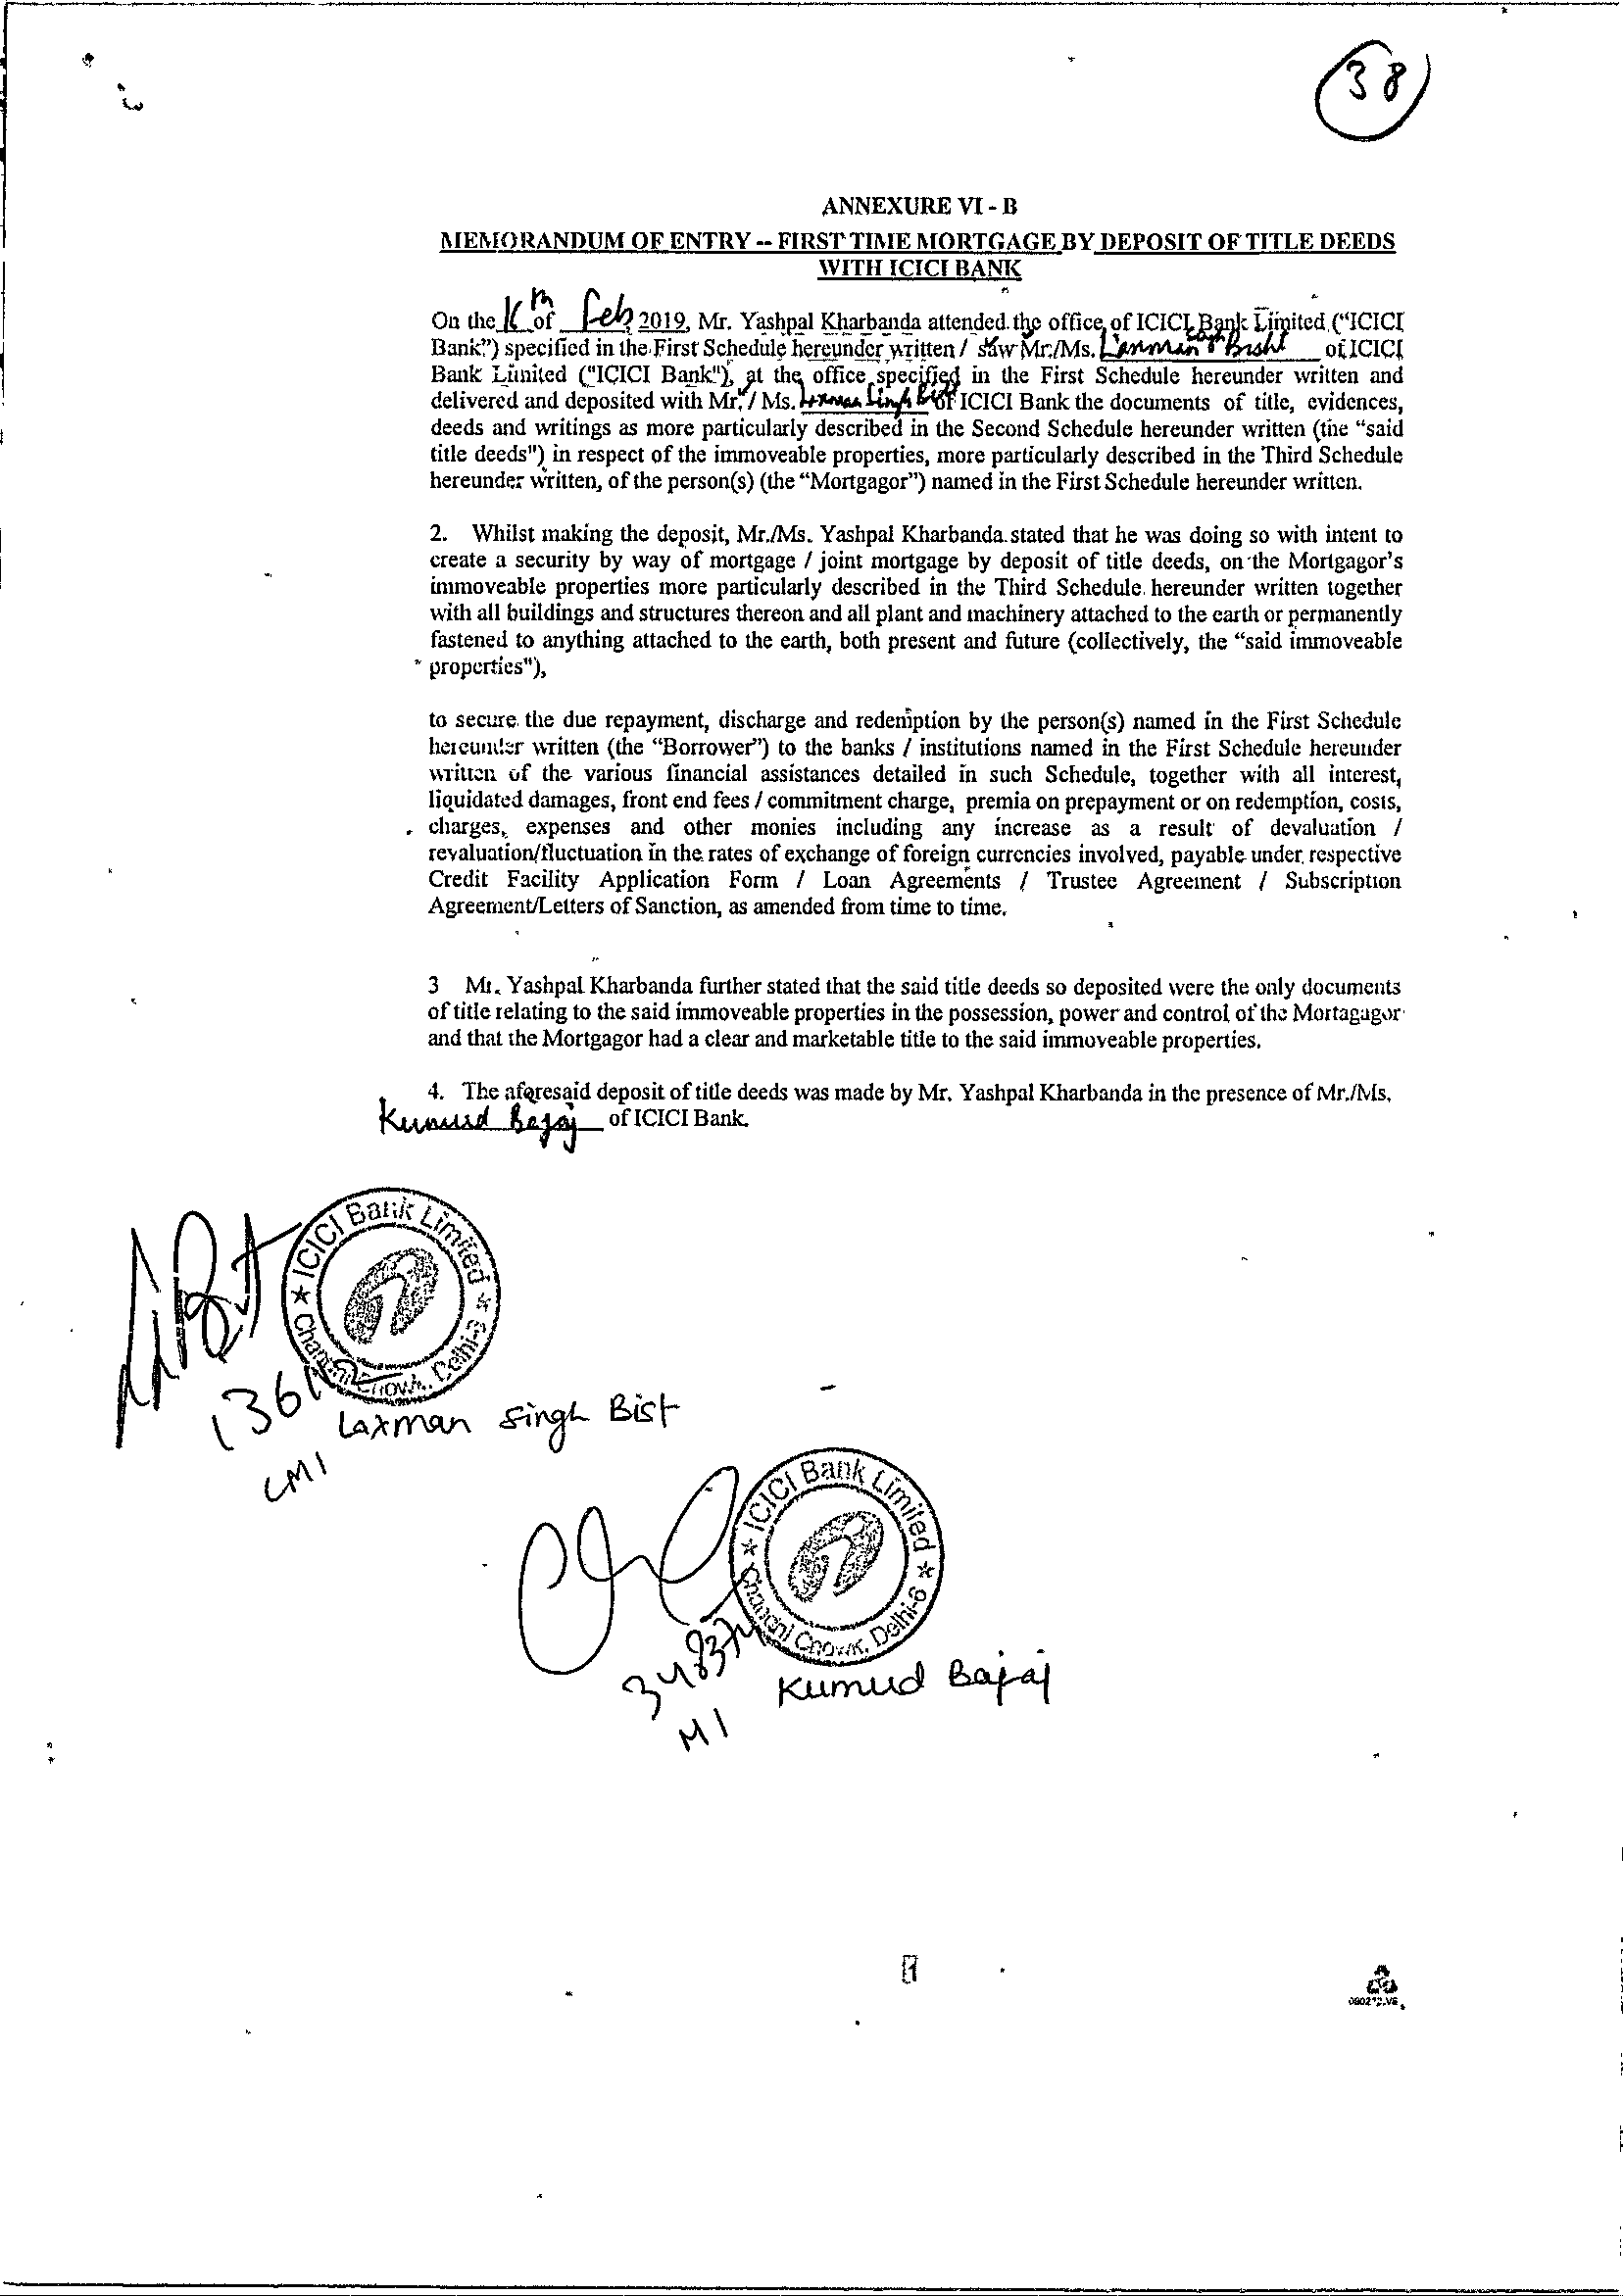 38
ANNEXURE VI - B
MEMORANDUM OF ENTRY -- FIRST TIME MORTGAGE BY DEPOSIT OF TITLE DEEDS
WITH ICICI BANK
On the 16th of Feb 2019, Mr. Yashpal Kharbanda attended the office of ICICI Bank Limited ("ICICI
Bank") specified in the First Schedule hereunder written / saw Mr./Ms. Laxman Singh Bisht of ICICI
Bank Limited ("ICICI Bank"), at the office specified in the First Schedule hereunder written and
delivered and deposited with Mr. / Ms. Laxman Singh Bist of ICICI Bank the documents of title, evidences,
deeds and writings as more particularly described in the Second Schedule hereunder written (the "said
title deeds") in respect of the immoveable properties, more particularly described in the Third Schedule
hereunder written, of the person(s) (the "Mortgagor") named in the First Schedule hereunder written.
2. Whilst making the deposit, Mr./Ms. Yashpal Kharbanda stated that he was doing so with intent to
create a security by way of mortgage / joint mortgage by deposit of title deeds, on the Mortgagor's
immoveable properties more particularly described in the Third Schedule hereunder written together
with all buildings and structures thereon and all plant and machinery attached to the earth or permanently
fastened to anything attached to the earth, both present and future (collectively, the "said immoveable
properties"),
to secure the due repayment, discharge and redemption by the person(s) named in the First Schedule
hereunder written (the "Borrower") to the banks / institutions named in the First Schedule hereunder
written of the various financial assistances detailed in such Schedule, together with all interest,
liquidated damages, front end fees / commitment charge, premia on prepayment or on redemption, costs,
charges, expenses and other monies including any increase as a result of devaluation /
revaluation/fluctuation in the rates of exchange of foreign currencies involved, payable under respective
Credit Facility Application Form / Loan Agreements / Trustee Agreement / Subscription
Agreement/Letters of Sanction, as amended from time to time.
3 Mr. Yashpal Kharbanda further stated that the said title deeds so deposited were the only documents
of title relating to the said immoveable properties in the possession, power and control of the Mortagagor
and that the Mortgagor had a clear and marketable title to the said immoveable properties.
4. The aforesaid deposit of title deeds was made by Mr. Yashpal Kharbanda in the presence of Mr./Ms.
Kumud Bajaj of ICICI Bank.
ICICI Bank Limited
Chandni Chowk, Delhi-6
Laxman Singh Bist
CM1
ICICI Bank Limited
Chandni Chowk, Delhi-6
Kumud Bajaj
M1
1